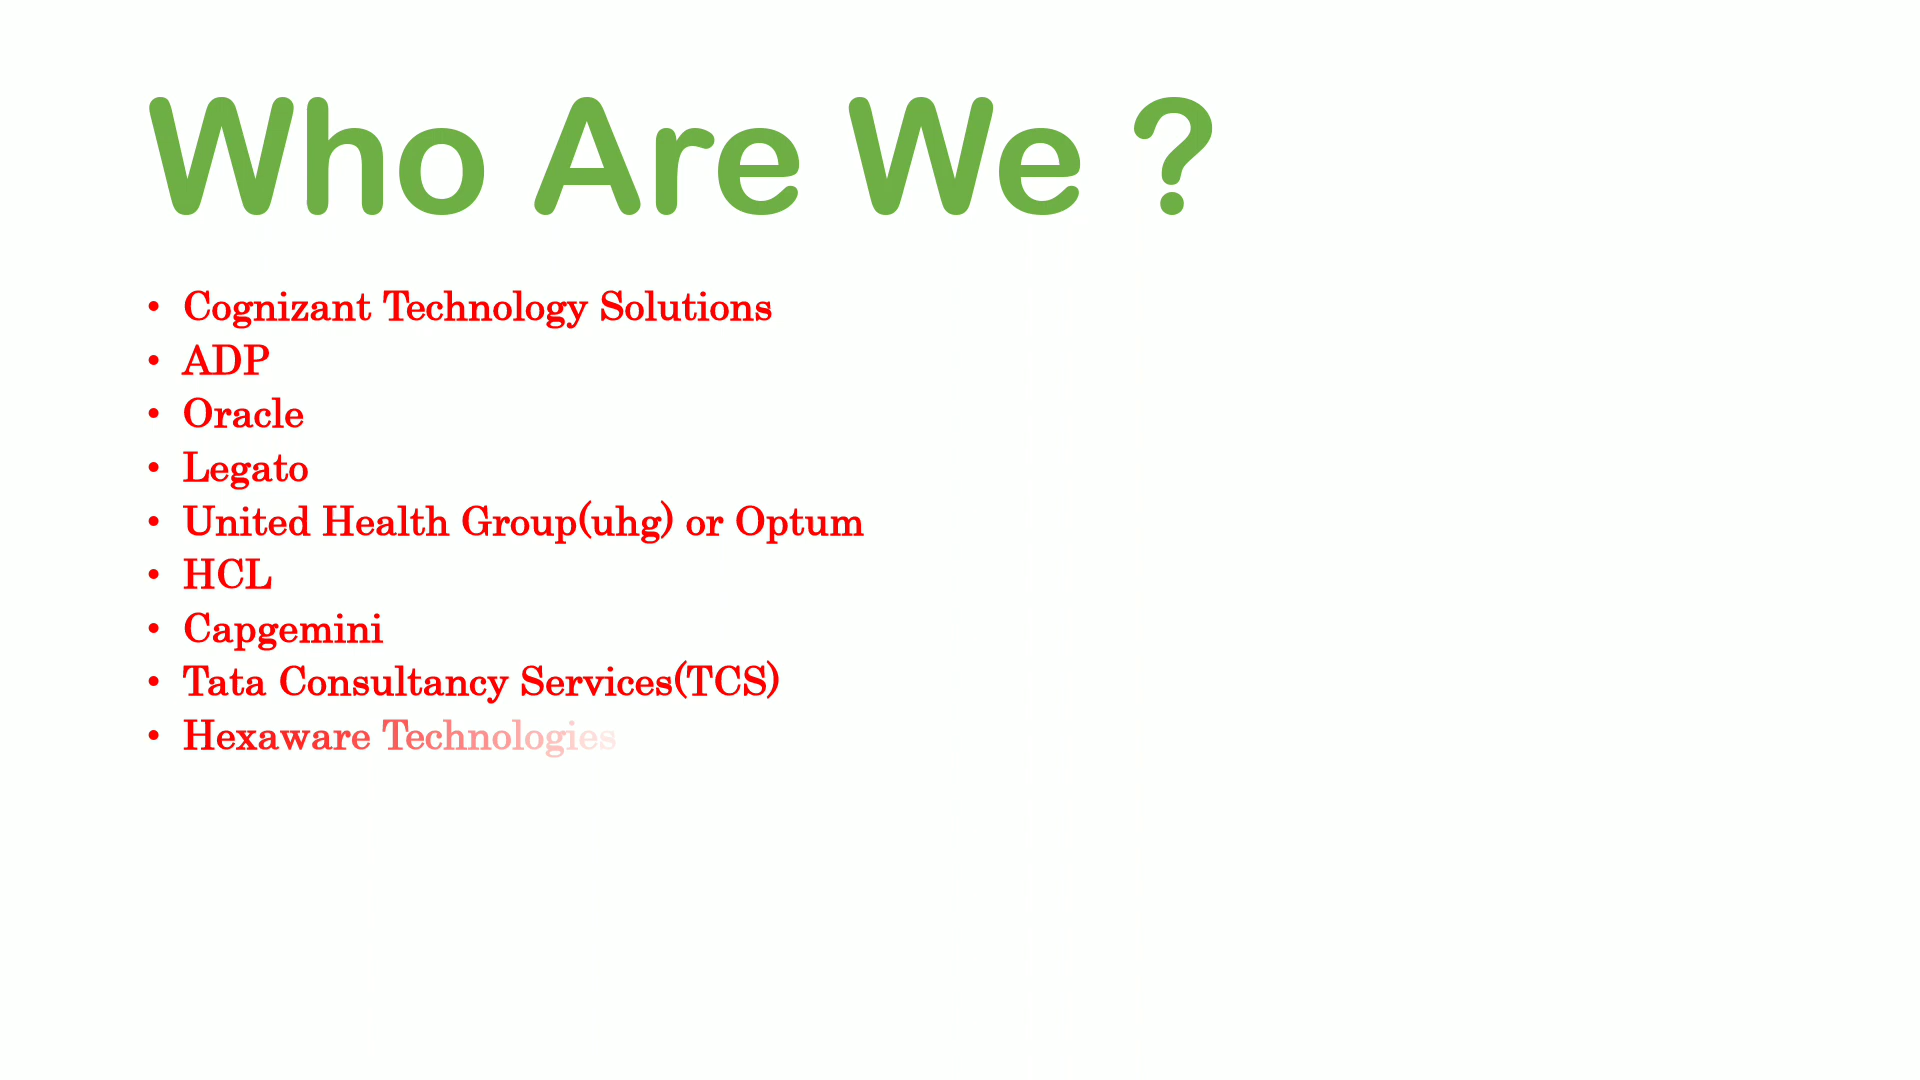 Who Are We ?
• Cognizant Technology Solutions
• ADP
• Oracle
• Legato
• United Health Group(uhg) or Optum
• HCL
• Capgemini
• Tata Consultancy Services(TCS)
• Hexaware Technologies